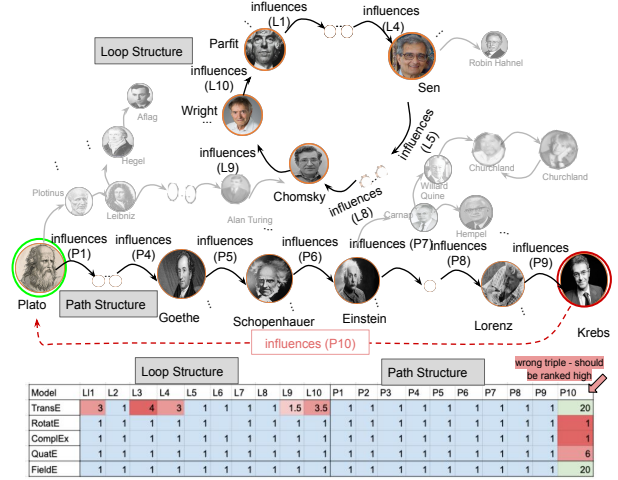 influences
(L1)
influences
(L4)
Parfit
Sen
Robin Hahnel
Loop Structure
influences
(L10)
Wright
Aflag
Hegel
influences
(L9)
Chomsky
influences
(L5)
influences
(L8)
Plotinus
Leibniz
Alan Turing
Carnap
Willard
Quine
Churchland
Churchland
Hempel
influences
(P1)
influences
(P4)
influences
(P5)
influences
(P6)
influences (P7)
influences
(P8)
influences
(P9)
Plato
Path Structure
Goethe
Schopenhauer
Einstein
Lorenz
Krebs
influences (P10)
Loop Structure
Path Structure
wrong triple - should
be ranked high
Model LI1 L2 L3 L4 L5 L6 L7 L8 L9 L10 P1 P2 P3 P4 P5 P6 P7 P8 P9 P10
TransE 3 1 4 3 1 1 1 1 1.5 3.5 1 1 1 1 1 1 1 1 1 20
RotatE 1 1 1 1 1 1 1 1 1 1 1 1 1 1 1 1 1 1 1 1
ComplEx 1 1 1 1 1 1 1 1 1 1 1 1 1 1 1 1 1 1 1 1
QuatE 1 1 1 1 1 1 1 1 1 1 1 1 1 1 1 1 1 1 1 6
FieldE 1 1 1 1 1 1 1 1 1 1 1 1 1 1 1 1 1 1 1 20